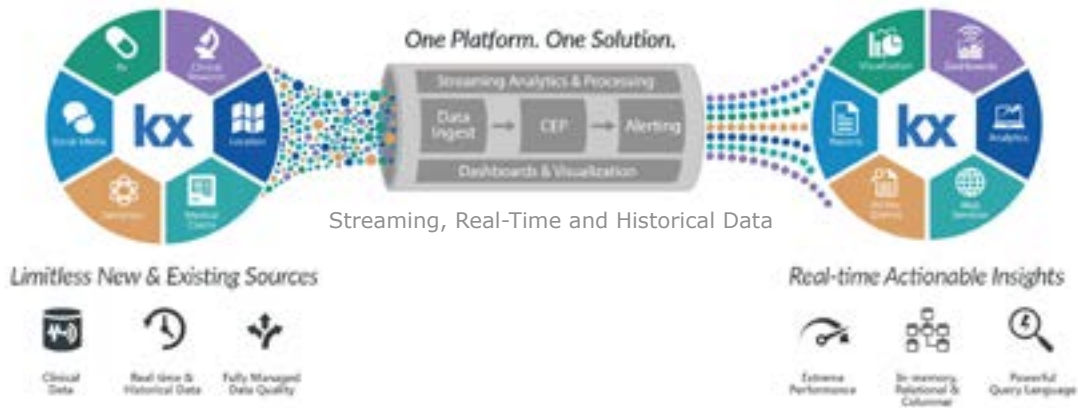 One Platform. One Solution.
Rx
Clinical
Research
Social Media
kx
Location
Genomics
Medical
Claims
Streaming Analytics & Processing
Data
Ingest
CEP
Alerting
Dashboards & Visualization
Visualization
Dashboards
Reports
kx
Analytics
Ad-hoc
Queries
Web
Services
Streaming, Real-Time and Historical Data
Limitless New & Existing Sources
Real-time Actionable Insights
Clinical
Data
Real-time &
Historical Data
Fully Managed
Data Quality
Extreme
Performance
In-memory,
Relational &
Columnar
Powerful
Query Language